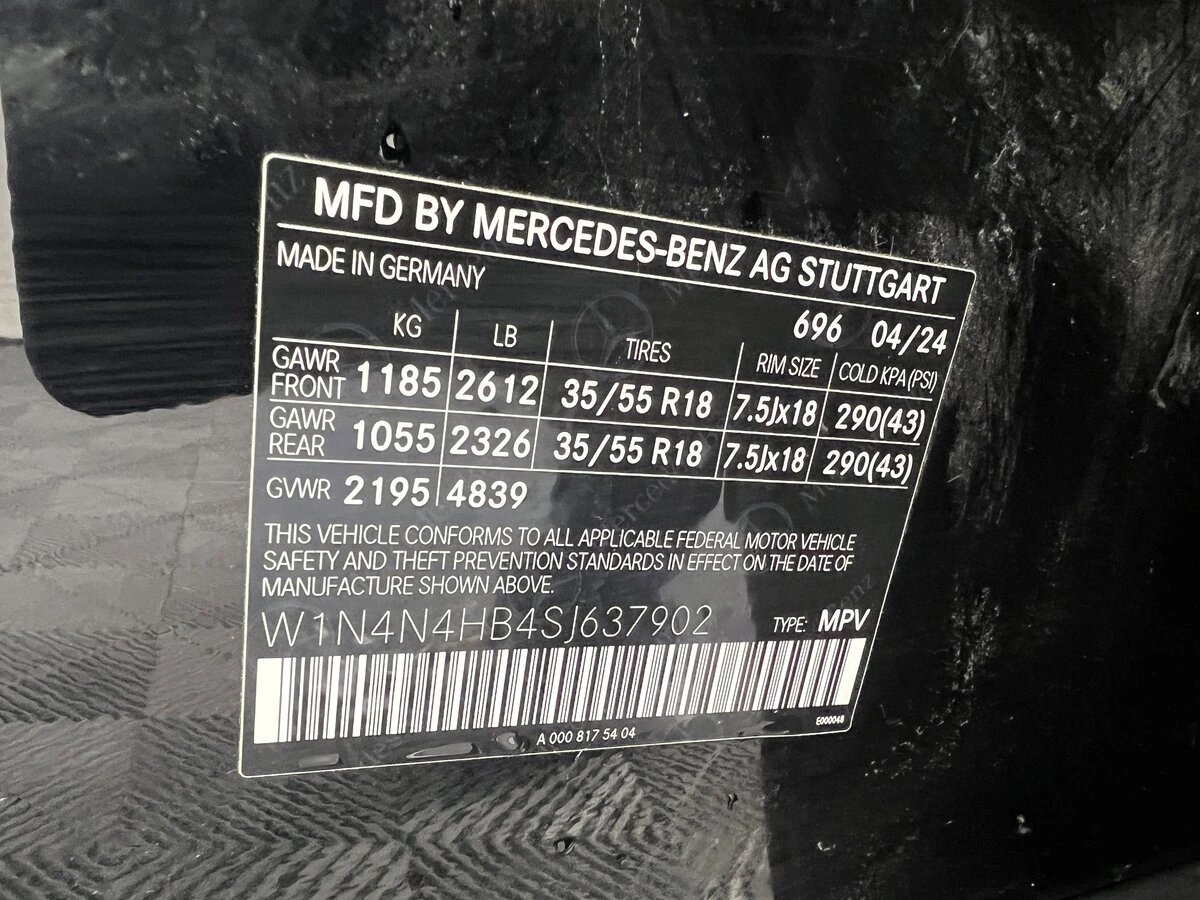 MFD BY MERCEDES-BENZ AG STUTTGART
MADE IN GERMANY
696 04/24
KG LB TIRES RIM SIZE COLD KPA (PSI)
GAWR FRONT 1185 2612 35/55 R18 7.5Jx18 290(43)
GAWR REAR 1055 2326 35/55 R18 7.5Jx18 290(43)
GVWR 2195 4839
THIS VEHICLE CONFORMS TO ALL APPLICABLE FEDERAL MOTOR VEHICLE
SAFETY AND THEFT PREVENTION STANDARDS IN EFFECT ON THE DATE OF
MANUFACTURE SHOWN ABOVE.
W1N4N4HB4SJ637902 TYPE: MPV
E000048
A 000 817 54 04